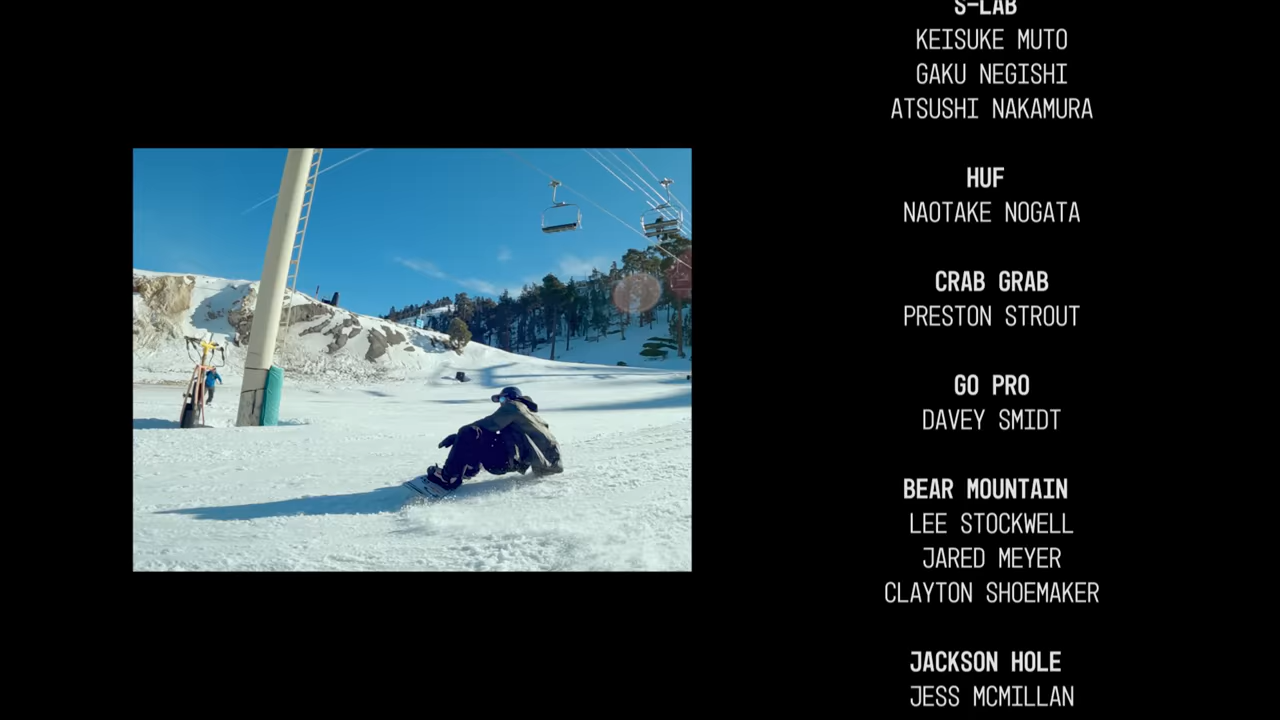 S-LAB
KEISUKE MUTO
GAKU NEGISHI
ATSUSHI NAKAMURA
HUF
NAOTAKE NOGATA
CRAB GRAB
PRESTON STROUT
GO PRO
DAVEY SMIDT
BEAR MOUNTAIN
LEE STOCKWELL
JARED MEYER
CLAYTON SHOEMAKER
JACKSON HOLE
JESS MCMILLAN